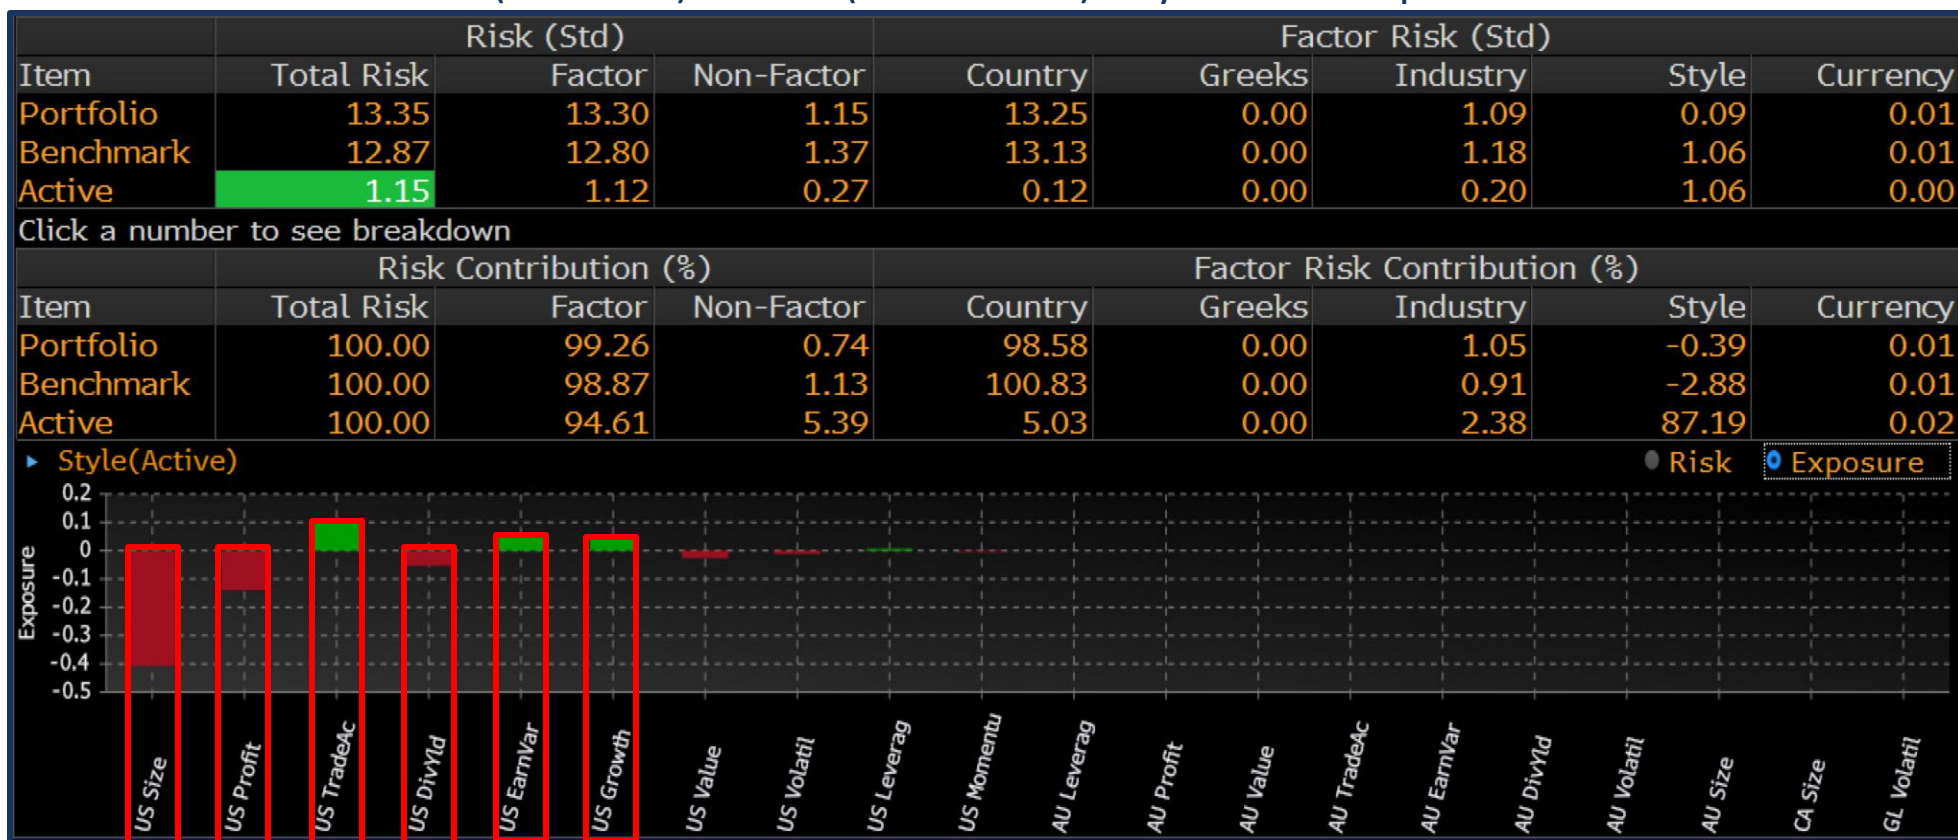 Risk (Std) Factor Risk (Std)
Item Total Risk Factor Non-Factor Country Greeks Industry Style Currency
Portfolio 13.35 13.30 1.15 13.25 0.00 1.09 0.09 0.01
Benchmark 12.87 12.80 1.37 13.13 0.00 1.18 1.06 0.01
Active 1.15 1.12 0.27 0.12 0.00 0.20 1.06 0.00
Click a number to see breakdown
Risk Contribution (%) Factor Risk Contribution (%)
Item Total Risk Factor Non-Factor Country Greeks Industry Style Currency
Portfolio 100.00 99.26 0.74 98.58 0.00 1.05 -0.39 0.01
Benchmark 100.00 98.87 1.13 100.83 0.00 0.91 -2.88 0.01
Active 100.00 94.61 5.39 5.03 0.00 2.38 87.19 0.02
Style(Active) Risk Exposure
0.2
0.1
0
-0.1
-0.2
-0.3
-0.4
-0.5
Exposure
US Size
US Profit
US TradeAc
US DivYld
US EarnVar
US Growth
US Value
US Volatil
US Leverag
US Momentu
AU Leverag
AU Profit
AU Value
AU TradeAc
AU EarnVar
AU DivYld
AU Volatil
AU Size
CA Size
GL Volatil